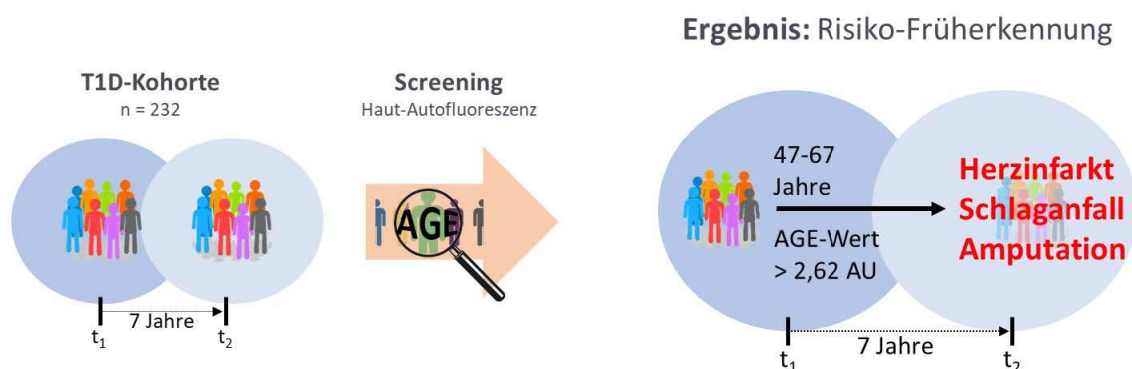 T1D-Kohorte
n = 232
t₁
7 Jahre
t₂
Screening
Haut-Autofluoreszenz
AGE
Ergebnis: Risiko-Früherkennung
47-67
Jahre
AGE-Wert
> 2,62 AU
Herzinfarkt
Schlaganfall
Amputation
t₁
7 Jahre
t₂